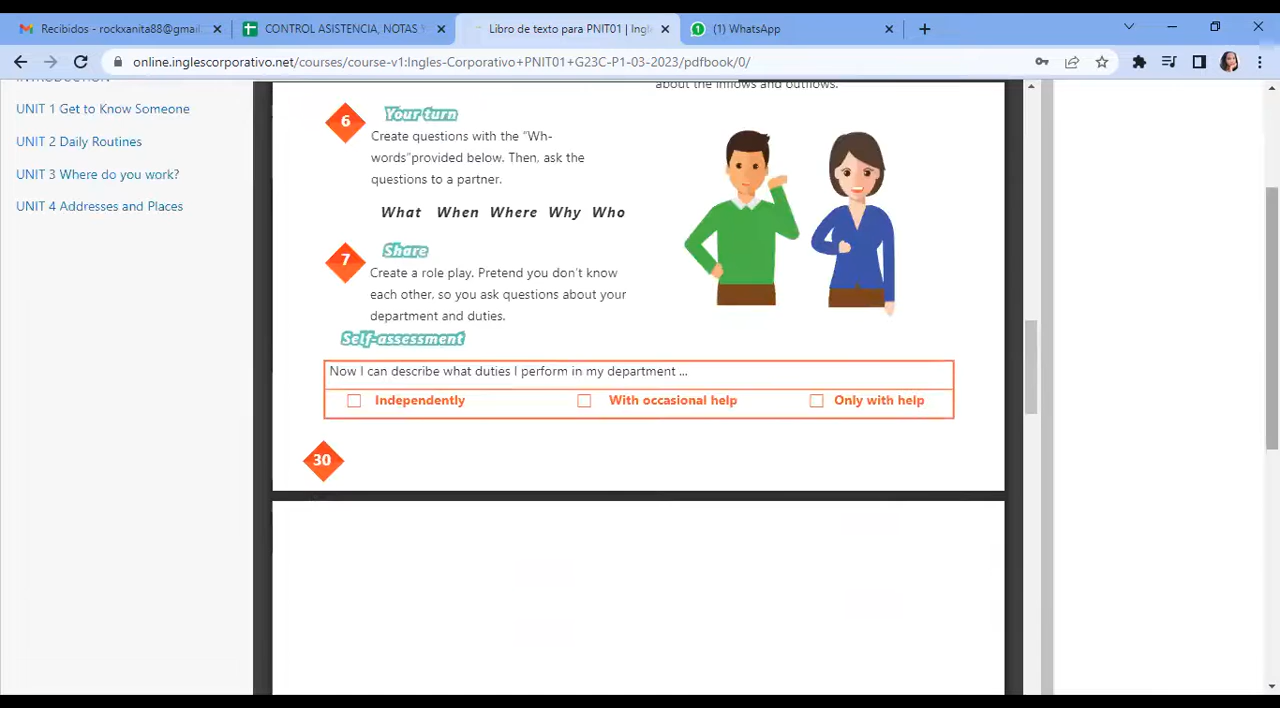 Recibidos - rockxanita88@gmai
CONTROL ASISTENCIA, NOTAS Y
Libro de texto para PNIT01 | Ingle
(1) WhatsApp
online.inglescorporativo.net/courses/course-v1:Ingles-Corporativo+PNIT01+G23C-P1-03-2023/pdfbook/0/
INTRODUCTION
UNIT 1 Get to Know Someone
UNIT 2 Daily Routines
UNIT 3 Where do you work?
UNIT 4 Addresses and Places
about the inflows and outflows.
6
Your turn
Create questions with the "Wh-
words"provided below. Then, ask the
questions to a partner.
What When Where Why Who
7
Share
Create a role play. Pretend you don't know
each other, so you ask questions about your
department and duties.
Self-assessment
Now I can describe what duties I perform in my department ...
Independently
With occasional help
Only with help
30